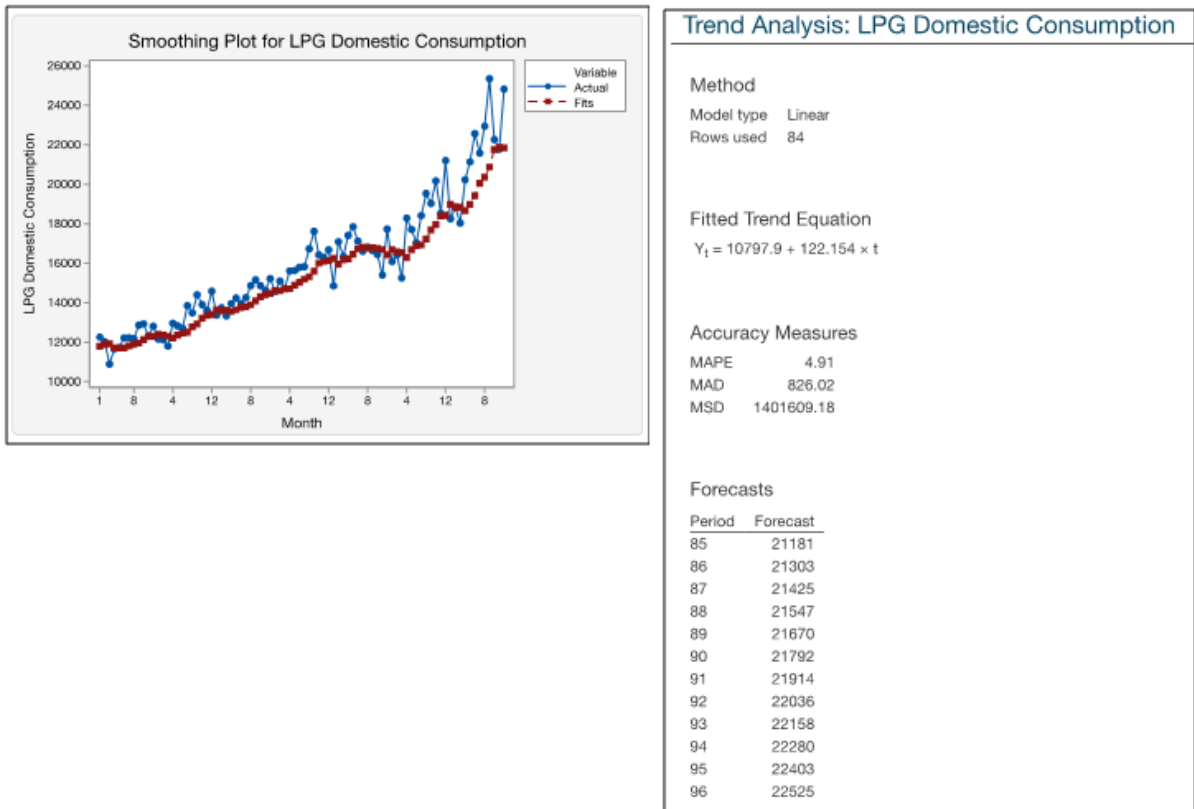 Smoothing Plot for LPG Domestic Consumption
26000
24000
22000
20000
18000
16000
14000
12000
10000
LPG Domestic Consumption
1 8 4 12 8 4 12 8 4 12 8
Month
Variable
Actual
Fits
Trend Analysis: LPG Domestic Consumption
Method
Model type Linear
Rows used 84
Fitted Trend Equation
Yt = 10797.9 + 122.154 × t
Accuracy Measures
MAPE 4.91
MAD 826.02
MSD 1401609.18
Forecasts
Period Forecast
85 21181
86 21303
87 21425
88 21547
89 21670
90 21792
91 21914
92 22036
93 22158
94 22280
95 22403
96 22525